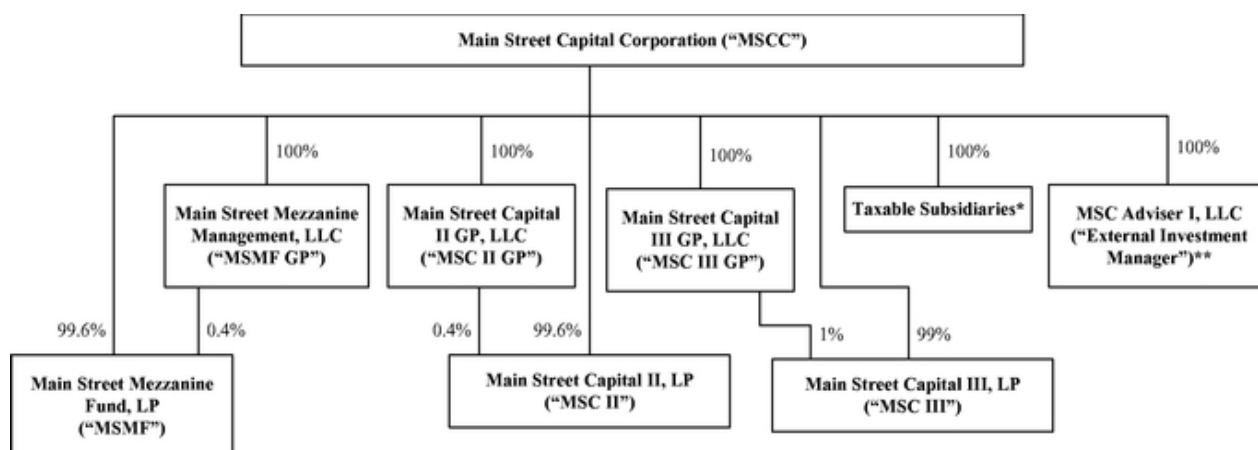 Main Street Capital Corporation (“MSCC”)
100%
100%
100%
100%
100%
Main Street Mezzanine
Management, LLC
(“MSMF GP”)
Main Street Capital
II GP, LLC
(“MSC II GP”)
Main Street Capital
III GP, LLC
(“MSC III GP”)
Taxable Subsidiaries*
MSC Adviser I, LLC
(“External Investment
Manager”)**
99.6%
0.4%
0.4%
99.6%
1%
99%
Main Street Mezzanine
Fund, LP
(“MSMF”)
Main Street Capital II, LP
(“MSC II”)
Main Street Capital III, LP
(“MSC III”)